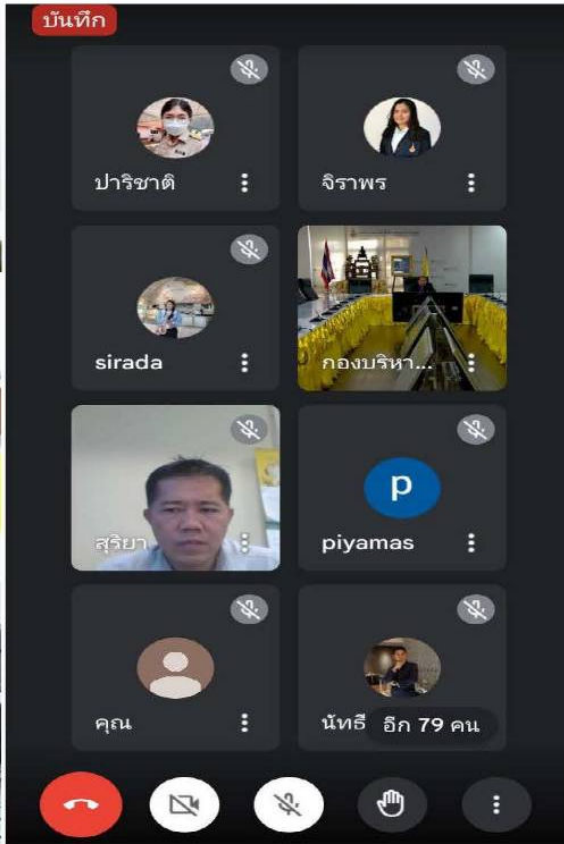 บันทึก
ปาริชาติ
จิราพร
sirada
กองบริหา...
สุริยา
p
piyamas
คุณ
นัทธี
อีก 79 คน